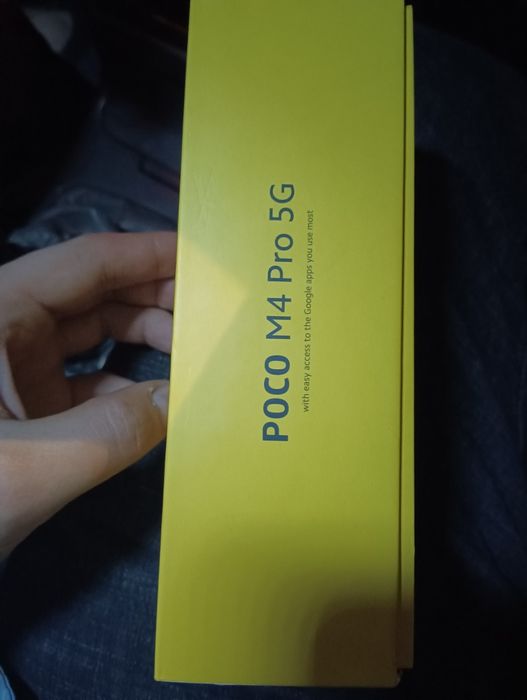 POCO M4 Pro 5G
with easy access to the Google apps you use most